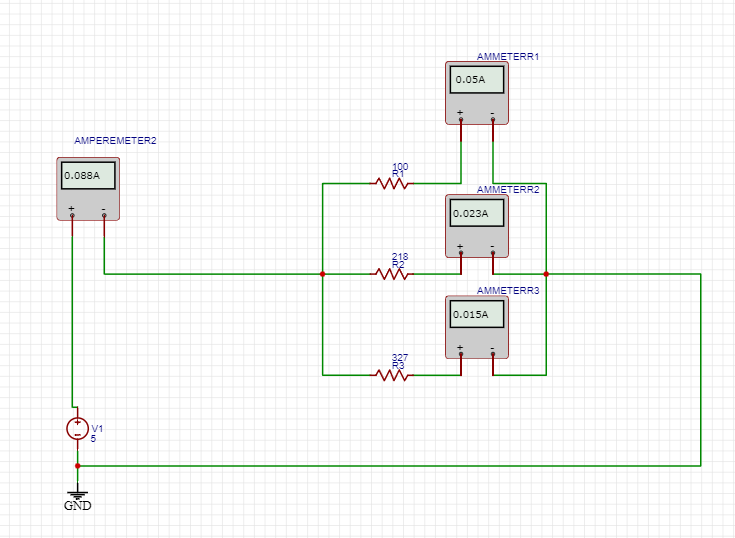 AMMETERR1
0.05A
+ -
AMPEREMETER2
0.088A
+ -
100
R1
AMMETERR2
0.023A
+ -
218
R2
AMMETERR3
0.015A
+ -
327
R3
V1
5
GND